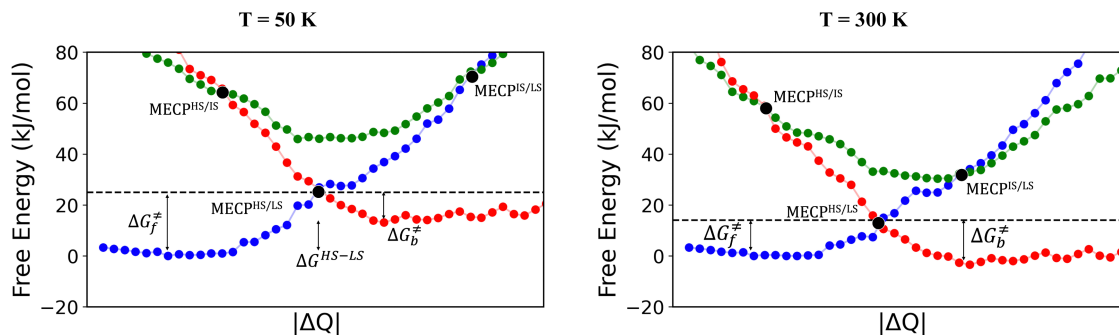 T = 50 K
Free Energy (kJ/mol)
80
60
40
20
0
−20
MECP^{HS/IS}
MECP^{IS/LS}
MECP^{HS/LS}
ΔG_f^≠
ΔG_b^≠
ΔG^{HS−LS}
|ΔQ|
T = 300 K
Free Energy (kJ/mol)
80
60
40
20
0
−20
MECP^{HS/IS}
MECP^{IS/LS}
MECP^{HS/LS}
ΔG_f^≠
ΔG_b^≠
|ΔQ|